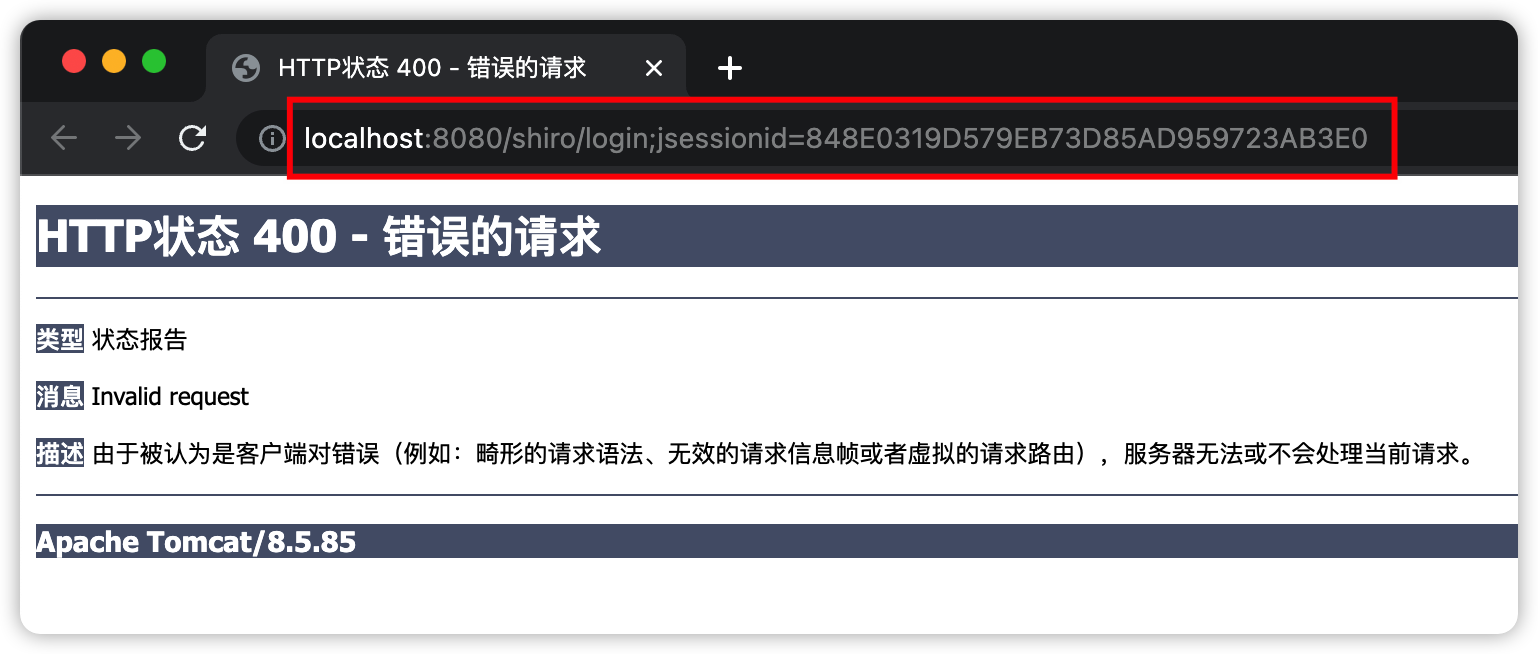 HTTP状态 400 - 错误的请求
localhost:8080/shiro/login;jsessionid=848E0319D579EB73D85AD959723AB3E0
HTTP状态 400 - 错误的请求
类型 状态报告
消息 Invalid request
描述 由于被认为是客户端对错误（例如：畸形的请求语法、无效的请求信息帧或者虚拟的请求路由），服务器无法或不会处理当前请求。
Apache Tomcat/8.5.85